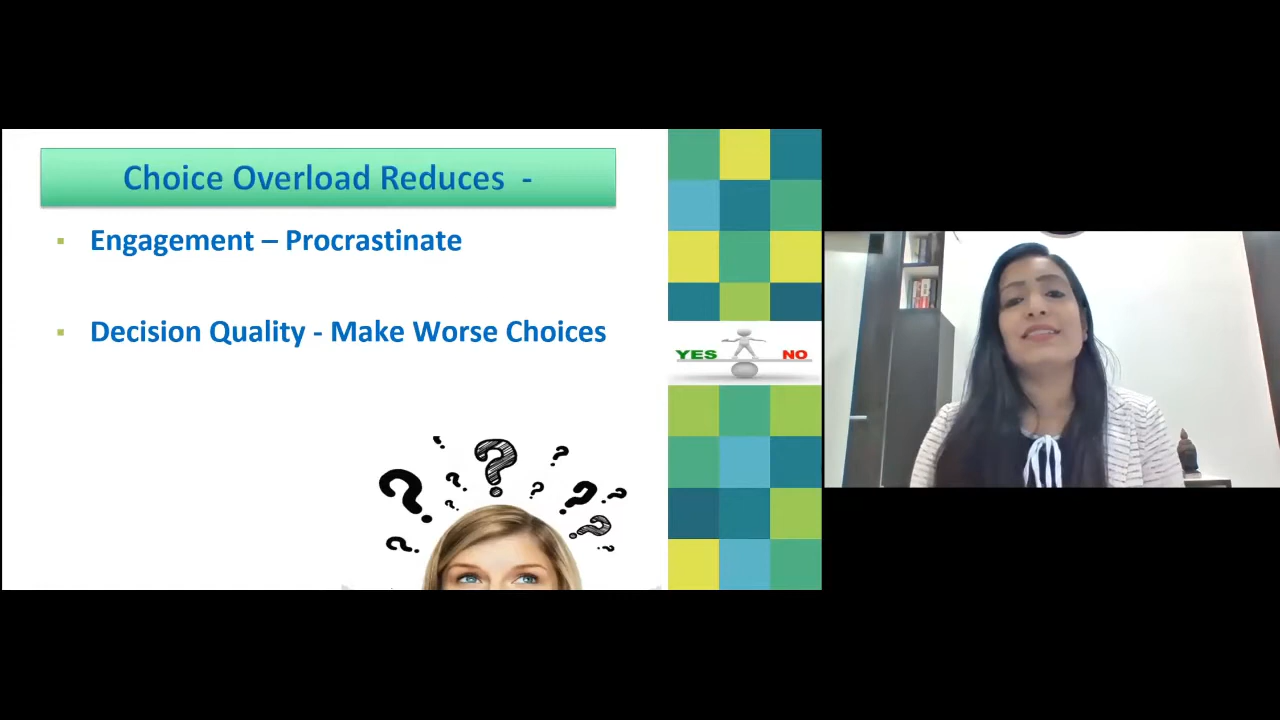 Choice Overload Reduces -
Engagement – Procrastinate
Decision Quality - Make Worse Choices
YES NO